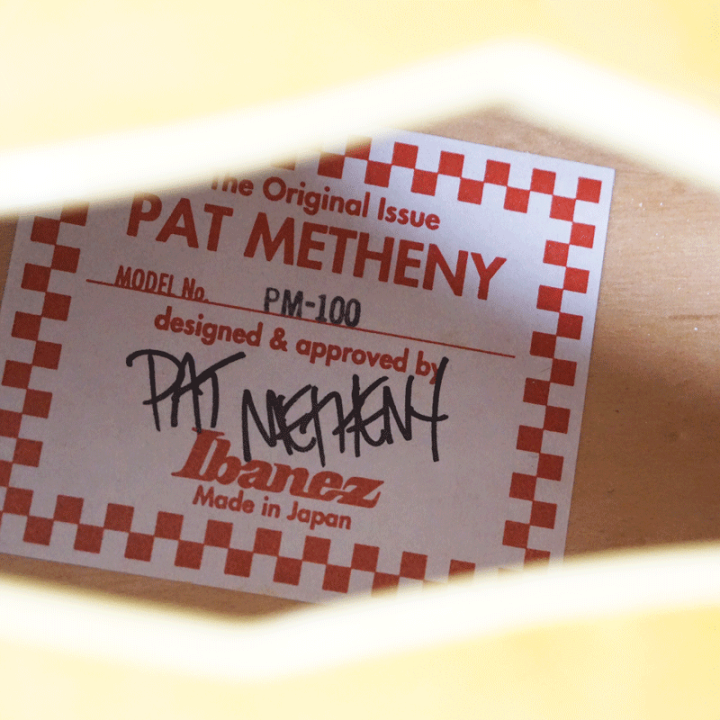 The Original Issue
PAT METHENY
MODEL No. PM-100
designed & approved by
PAT METHENY
Ibanez
Made in Japan